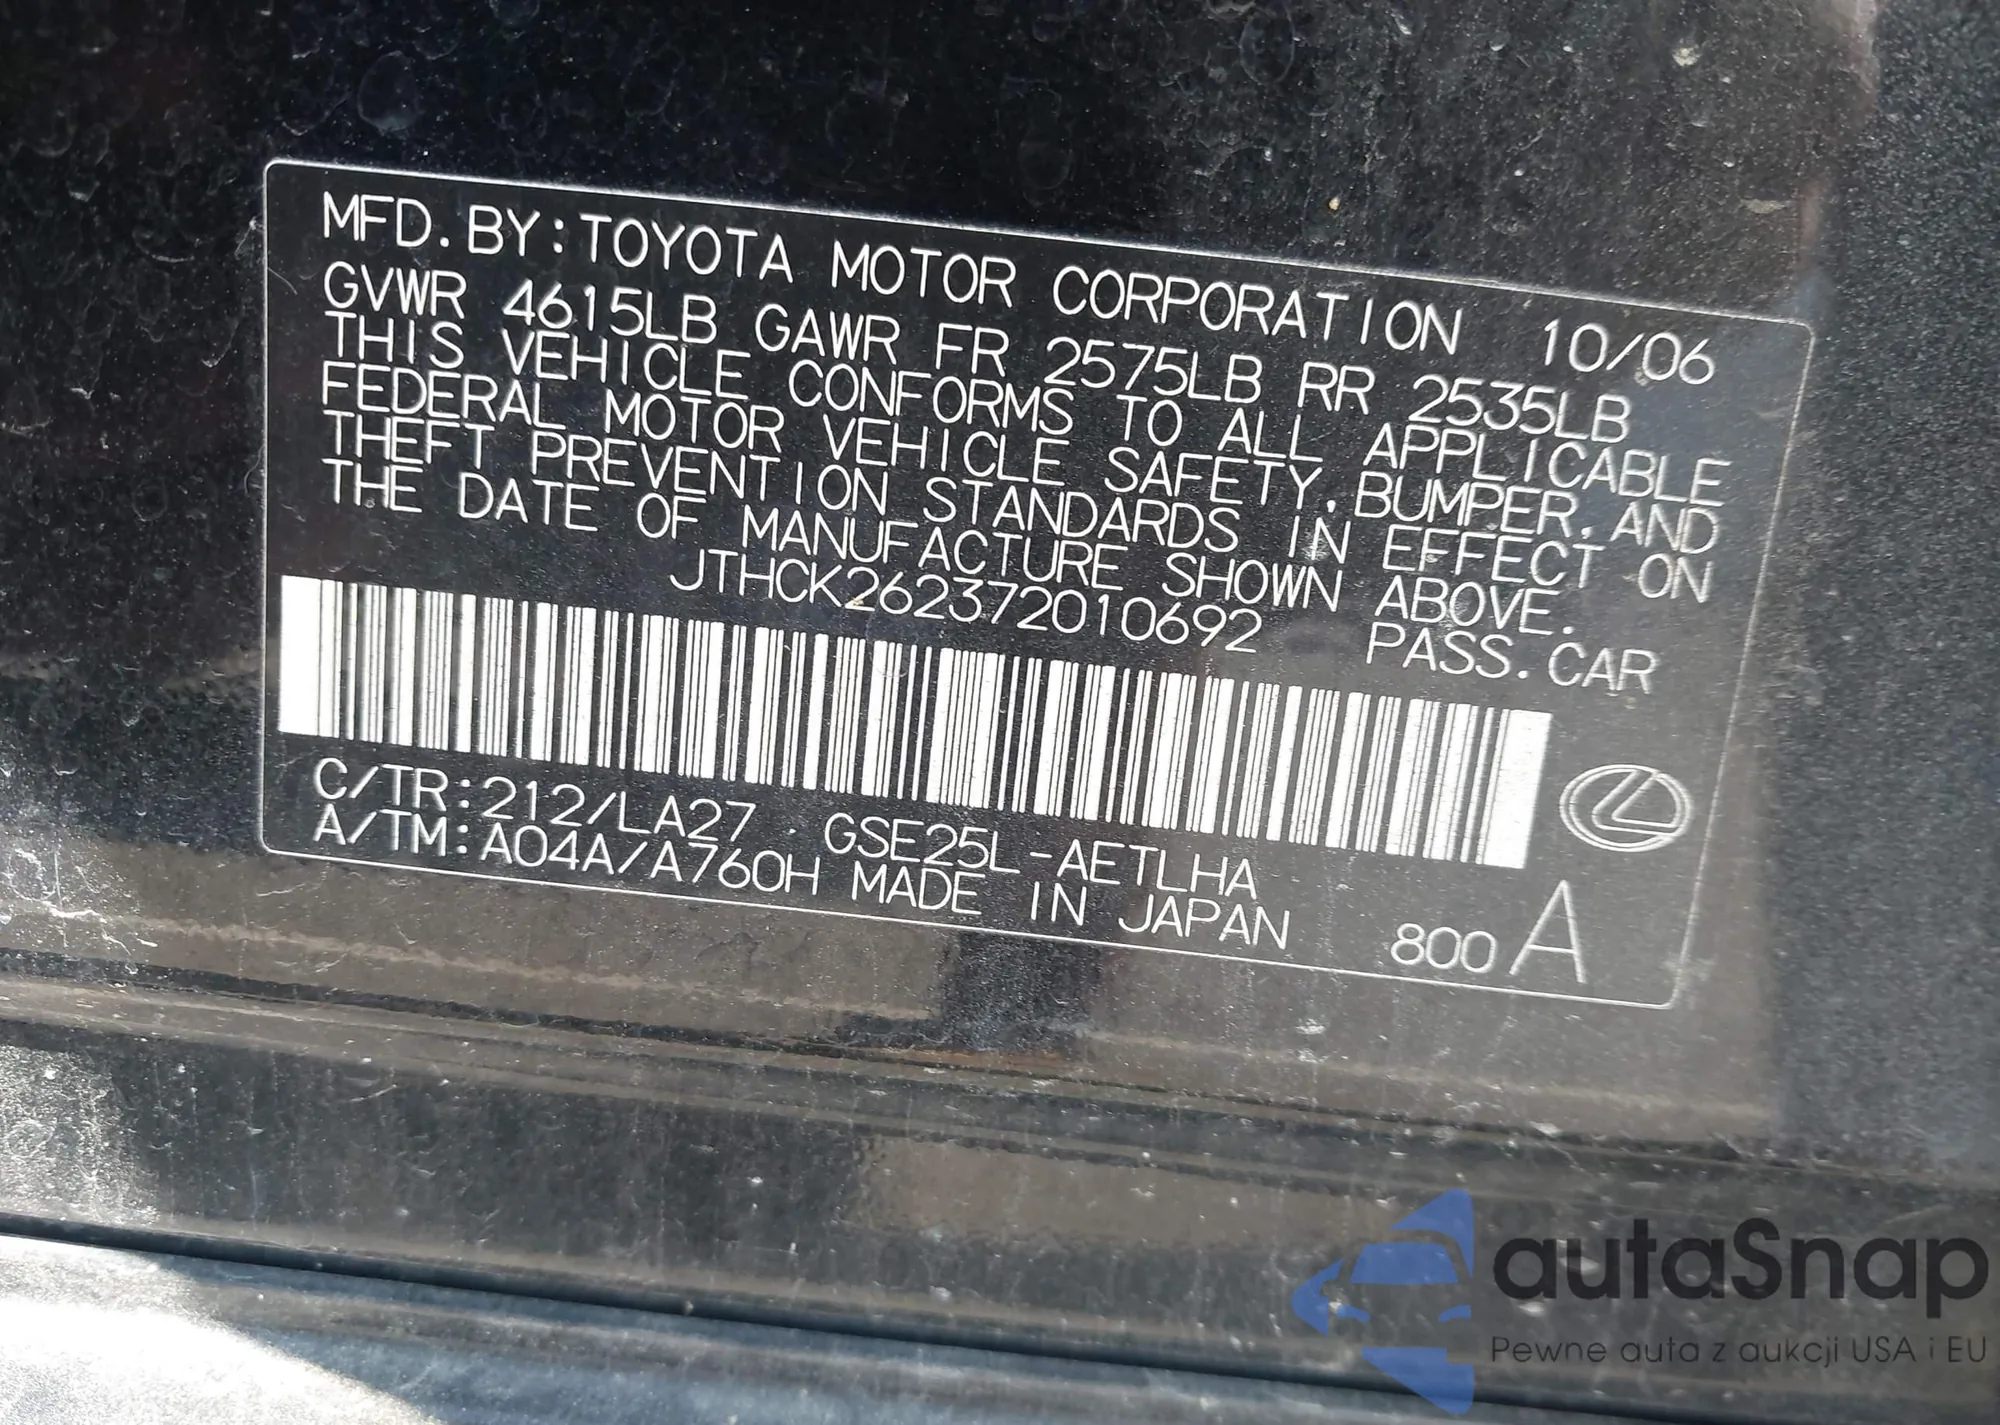 MFD. BY:TOYOTA MOTOR CORPORATION 10/06
GVWR 4615LB GAWR FR 2575LB RR 2535LB
THIS VEHICLE CONFORMS TO ALL APPLICABLE
FEDERAL MOTOR VEHICLE SAFETY, BUMPER, AND
THEFT PREVENTION STANDARDS IN EFFECT ON
THE DATE OF MANUFACTURE SHOWN ABOVE.
JTHCK262372010692 PASS. CAR
C/TR:212/LA27 GSE25L-AETLHA
A/TM:A04A/A760H MADE IN JAPAN 800 A
autaSnap
Pewne auta z aukcji USA i EU